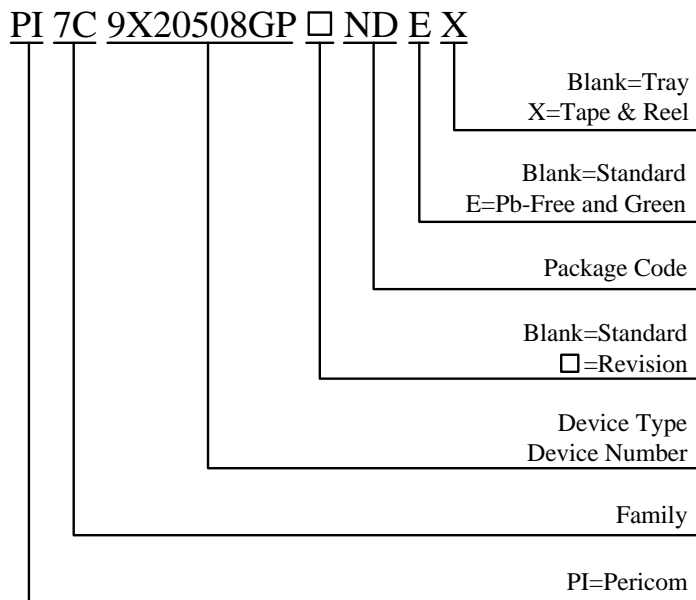 PI 7C 9X20508GP □ ND E X
Blank=Tray
X=Tape & Reel
Blank=Standard
E=Pb-Free and Green
Package Code
Blank=Standard
□=Revision
Device Type
Device Number
Family
PI=Pericom